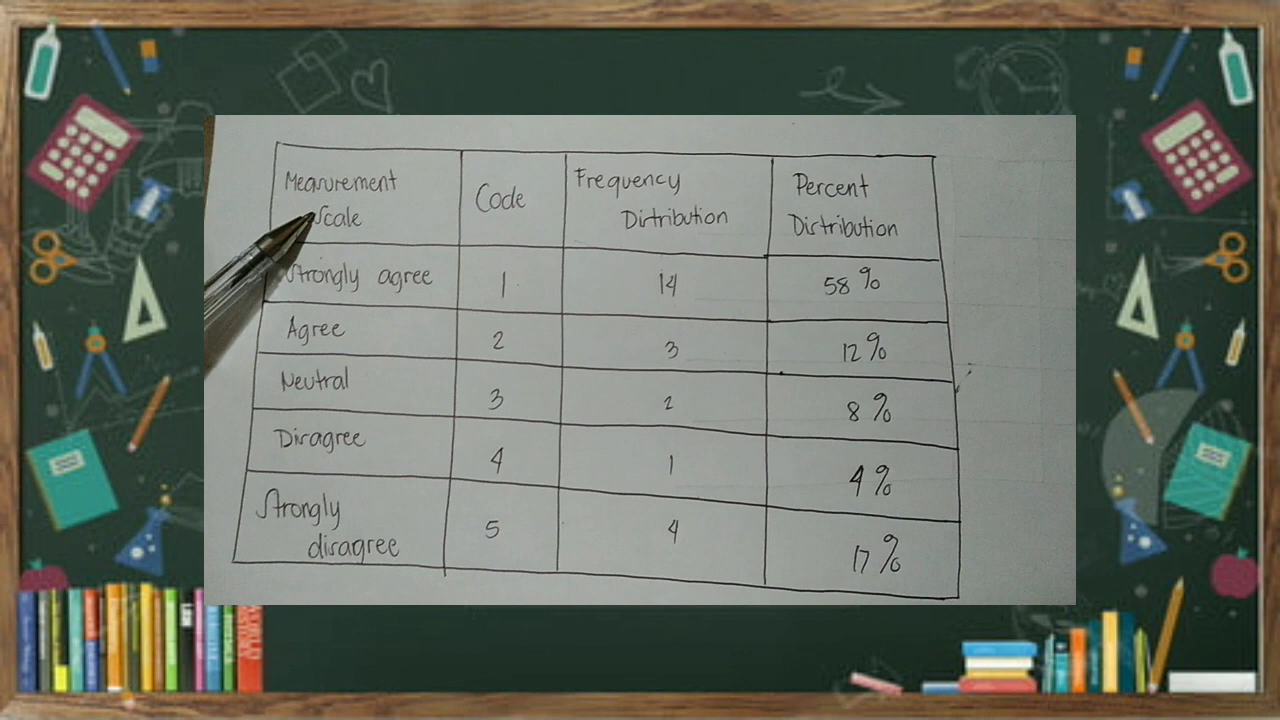 Measurement
Scale
Code
Frequency
Distribution
Percent
Distribution
Strongly agree
1
14
58%
Agree
2
3
12%
Neutral
3
2
8%
Disagree
4
1
4%
Strongly
disagree
5
4
17%